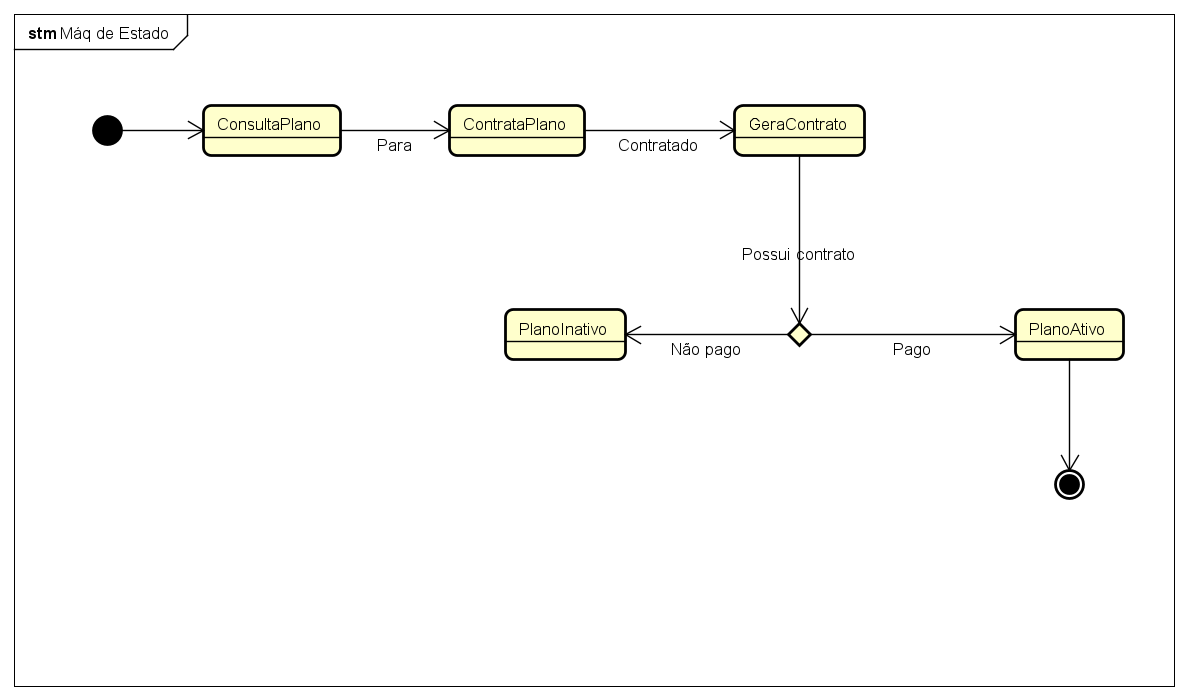 stm Máq de Estado
ConsultaPlano
ContrataPlano
GeraContrato
Para
Contratado
Possui contrato
PlanoInativo
PlanoAtivo
Não pago
Pago